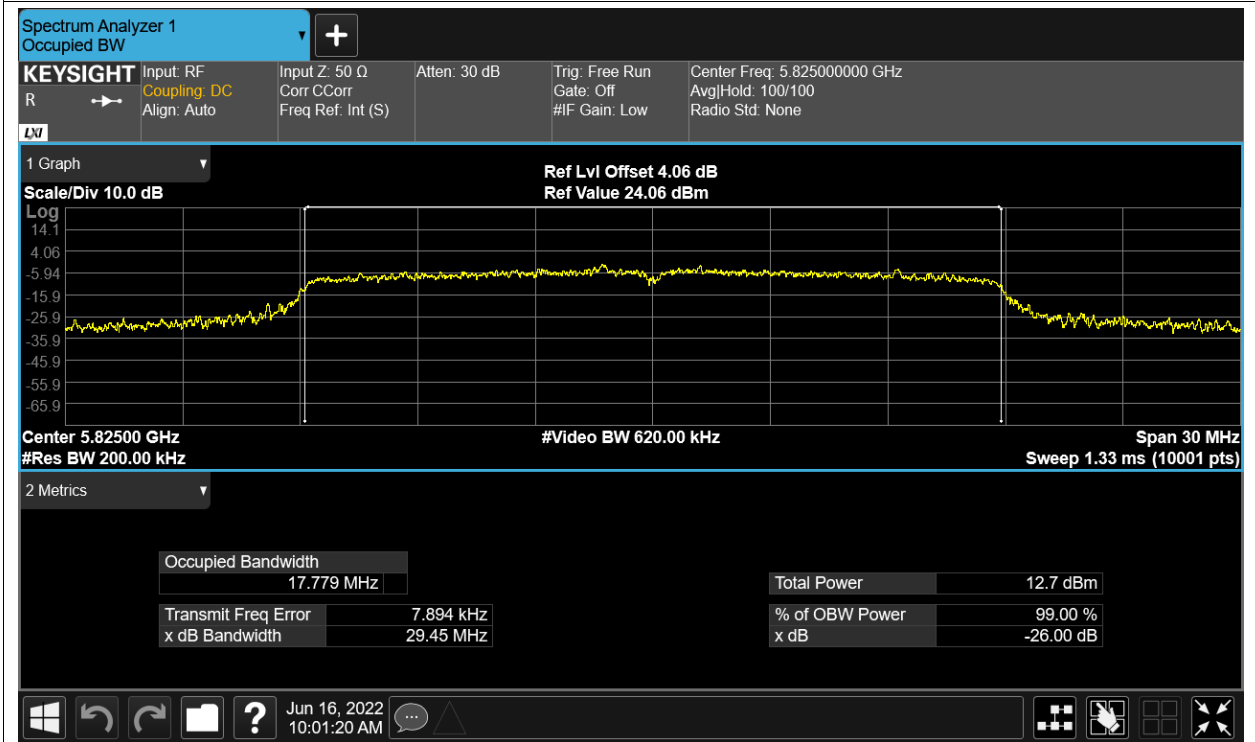 Spectrum Analyzer 1
Occupied BW
KEYSIGHT
R
LXI
Input: RF
Coupling: DC
Align: Auto
Input Z: 50 Ω
Corr CCorr
Freq Ref: Int (S)
Atten: 30 dB
Trig: Free Run
Gate: Off
#IF Gain: Low
Center Freq: 5.825000000 GHz
Avg|Hold: 100/100
Radio Std: None
1 Graph
Scale/Div 10.0 dB
Ref Lvl Offset 4.06 dB
Ref Value 24.06 dBm
Log
14.1
4.06
-5.94
-15.9
-25.9
-35.9
-45.9
-55.9
-65.9
Center 5.82500 GHz
#Res BW 200.00 kHz
#Video BW 620.00 kHz
Span 30 MHz
Sweep 1.33 ms (10001 pts)
2 Metrics
Occupied Bandwidth
17.779 MHz
Transmit Freq Error 7.894 kHz
x dB Bandwidth 29.45 MHz
Total Power 12.7 dBm
% of OBW Power 99.00 %
x dB -26.00 dB
?
Jun 16, 2022
10:01:20 AM